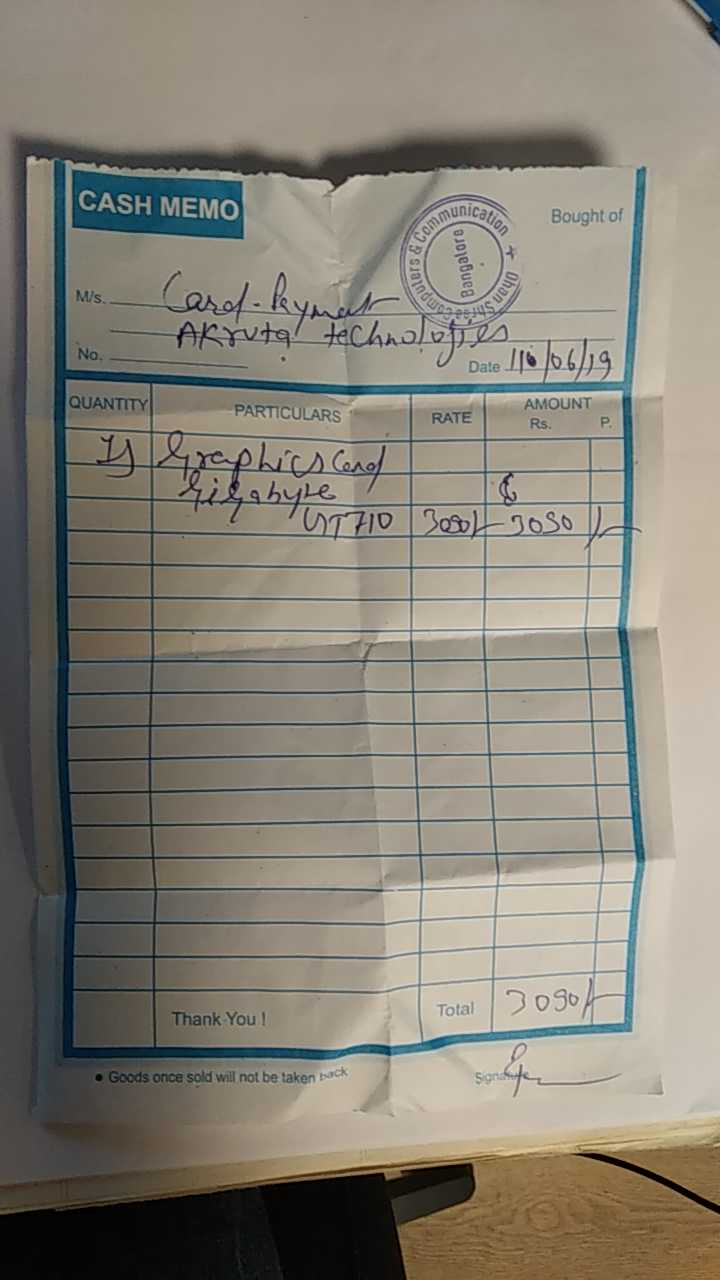 CASH MEMO
Dhan Shree Computers & Communication
Bangalore
Bought of
M/s. Card-Payment
Akruta technologies
No.
Date 11/06/19
QUANTITY PARTICULARS RATE AMOUNT
Rs. P.
Graphics Card
Gigabyte
GT710 3090/- 3090/-
Thank You ! Total 3090/-
• Goods once sold will not be taken back
Signature